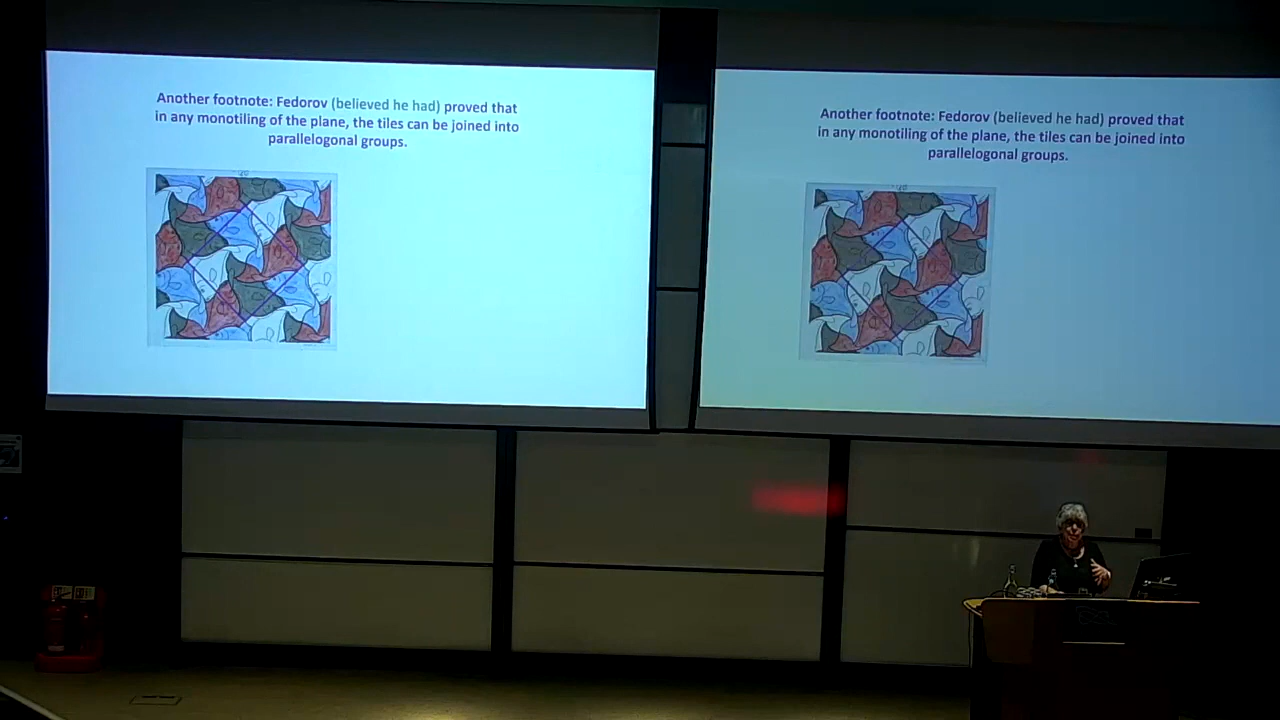 Another footnote: Fedorov (believed he had) proved that
in any monotiling of the plane, the tiles can be joined into
parallelogonal groups.
Another footnote: Fedorov (believed he had) proved that
in any monotiling of the plane, the tiles can be joined into
parallelogonal groups.